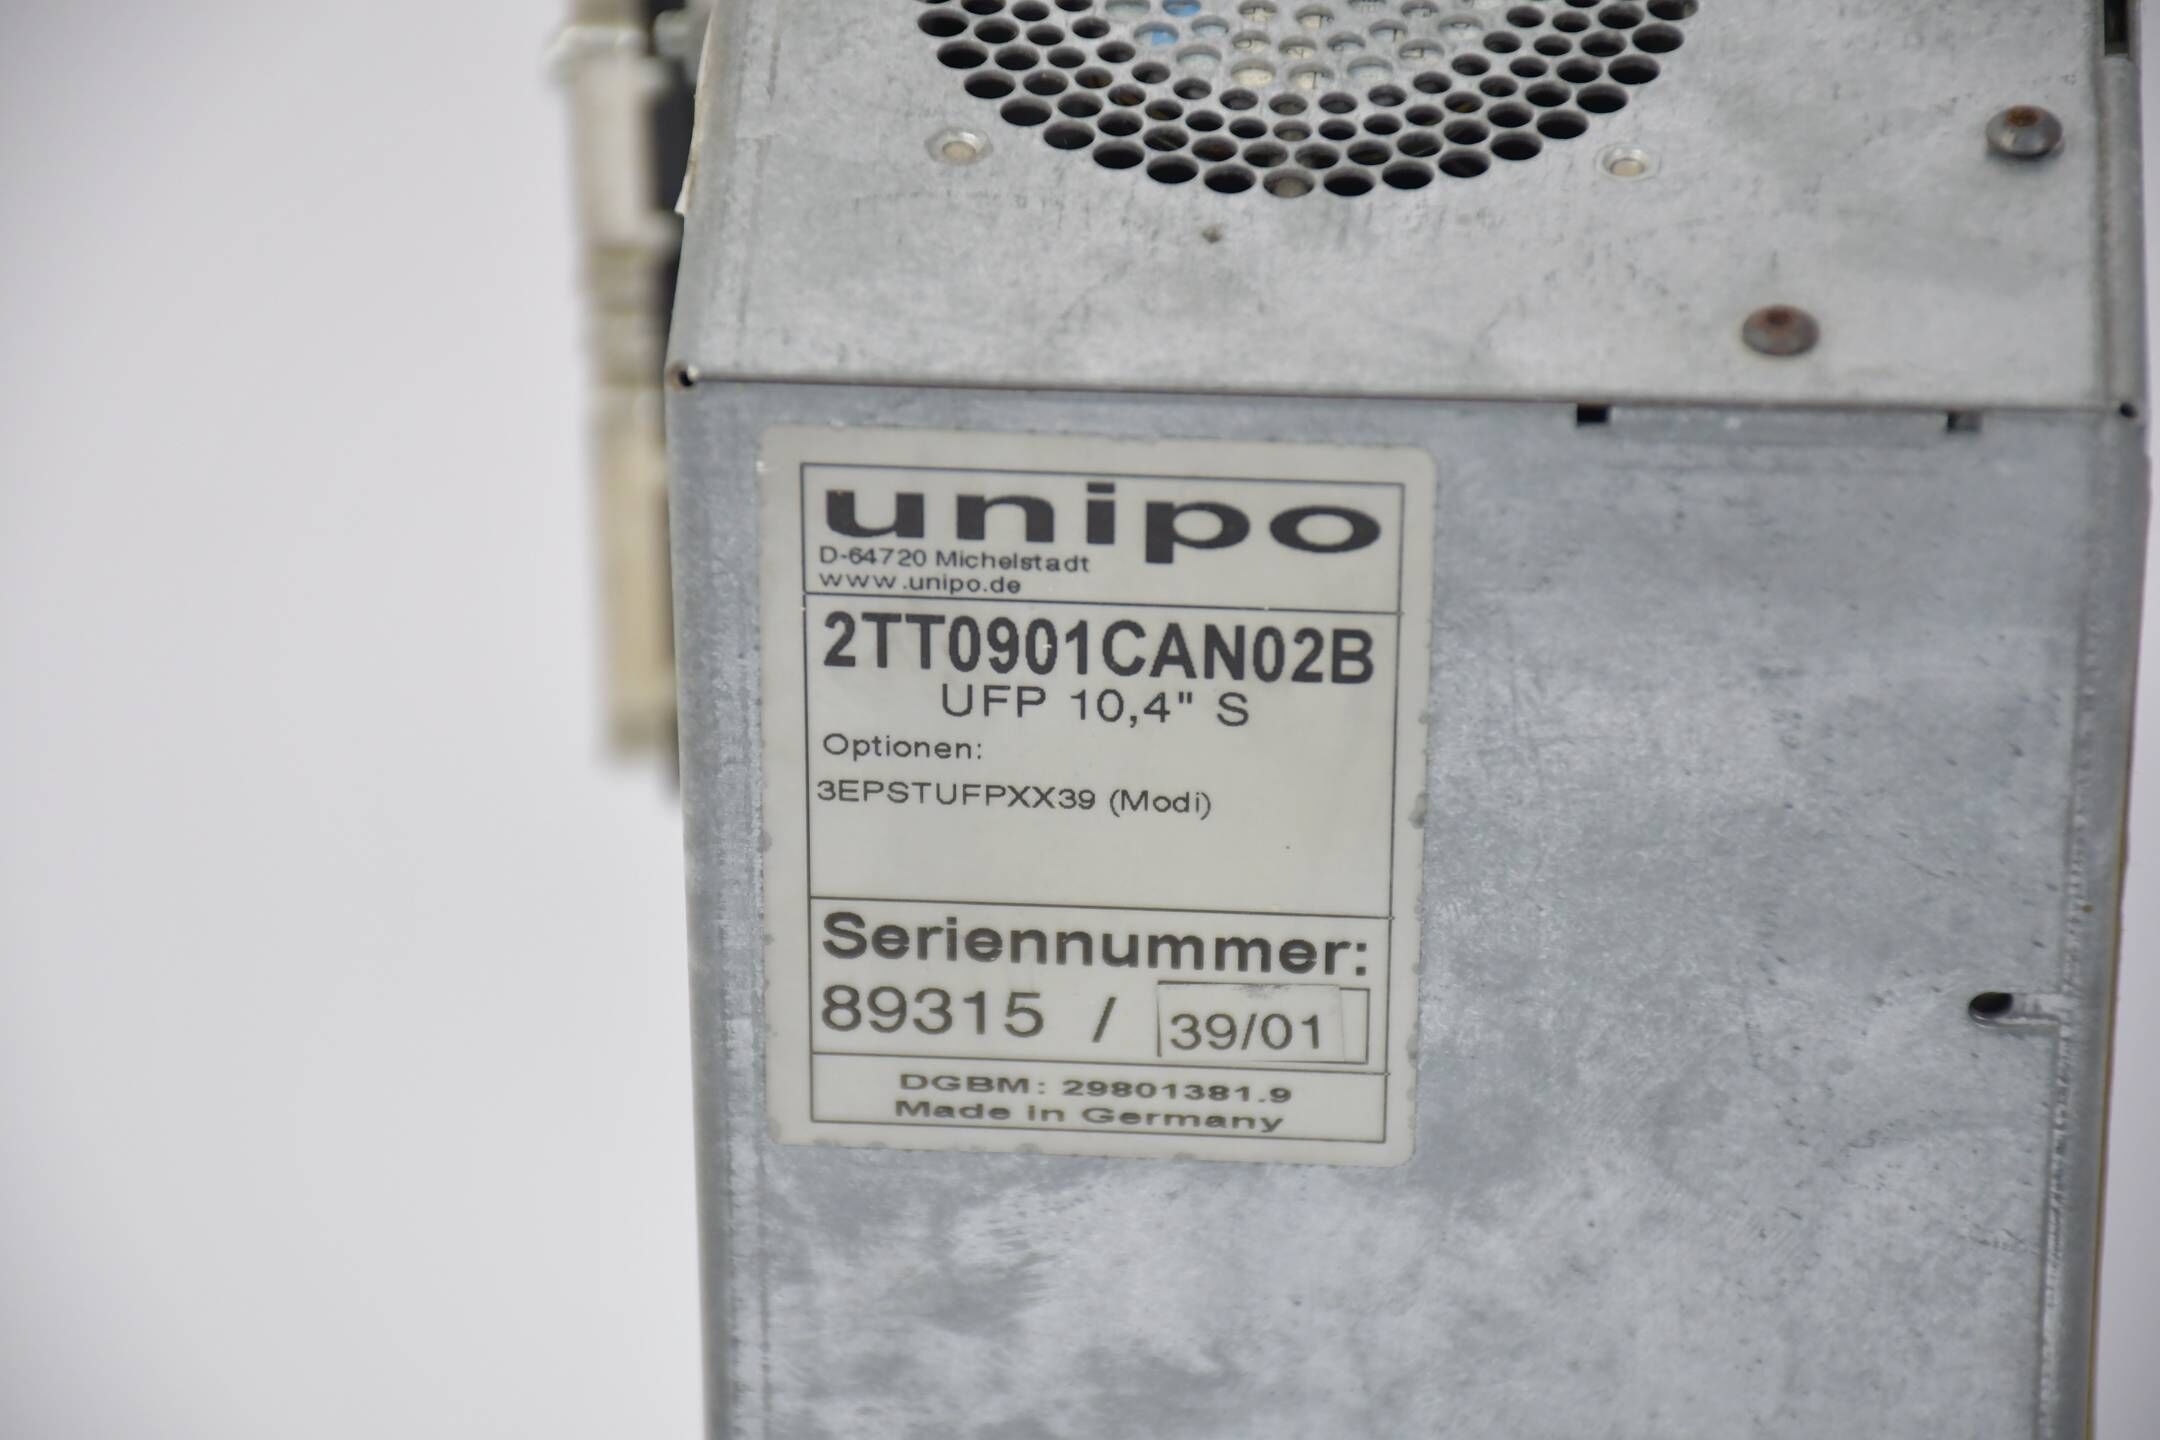 unipo
D-64720 Michelstadt
www.unipo.de
2TT0901CAN02B
UFP 10,4" S
Optionen:
3EPSTUFPXX39 (Modi)
Seriennummer:
89315 / 39/01
DGBM: 29801381.9
Made in Germany